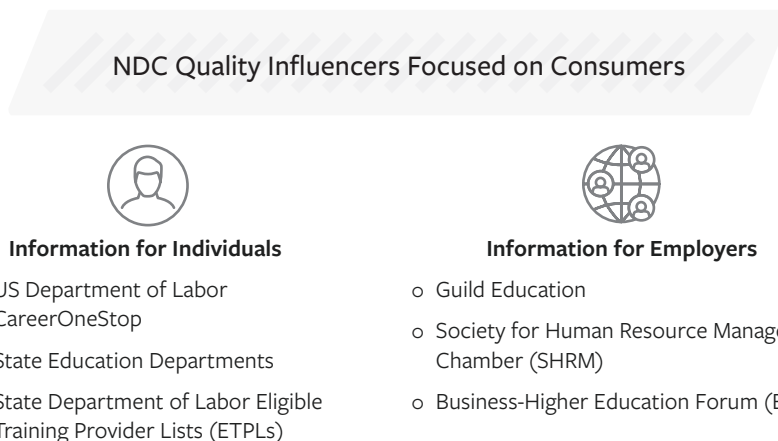 NDC Quality Influencers Focused on Consumers
Information for Individuals
US Department of Labor
CareerOneStop
State Education Departments
State Department of Labor Eligible
Training Provider Lists (ETPLs)
Information for Employers
o Guild Education
o Society for Human Resource
Chamber (SHRM)
o Business-Higher Education Forum